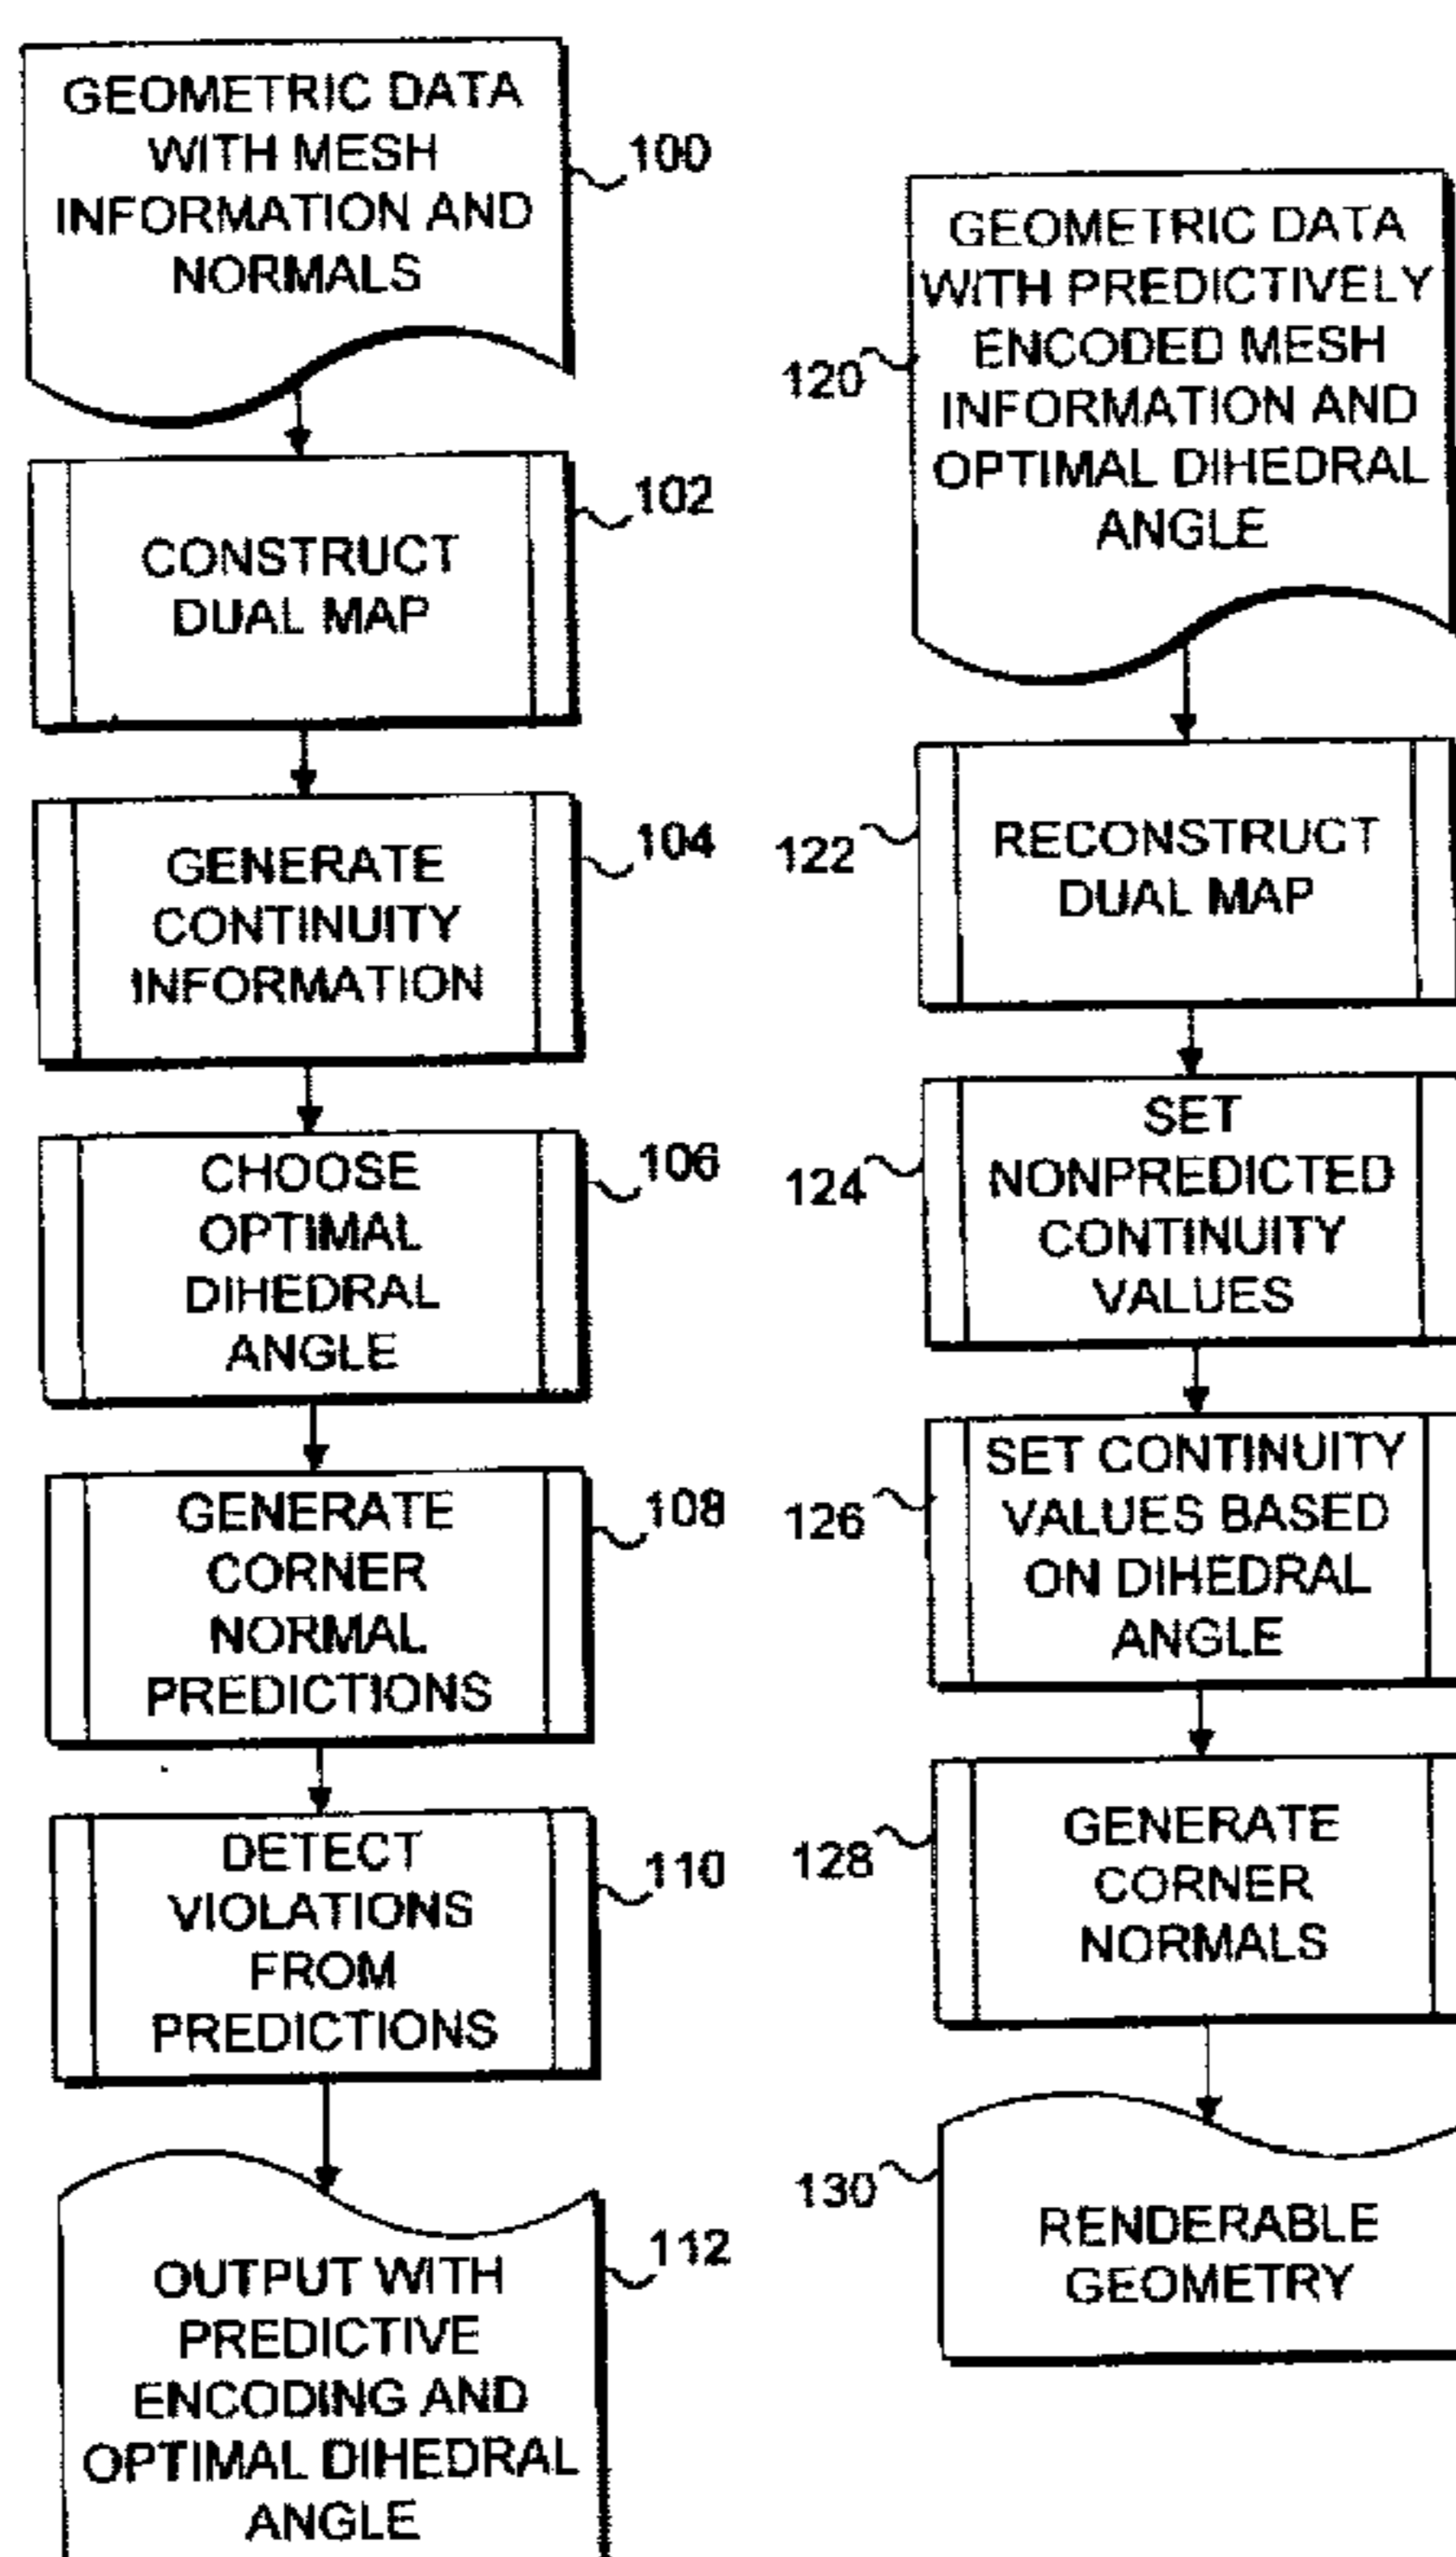 GEOMETRIC DATA
WITH MESH
INFORMATION AND
NORMALS
100
102
CONSTRUCT
DUAL MAP
104
GENERATE
CONTINUITY
INFORMATION
106
CHOOSE
OPTIMAL
DIHEDRAL
ANGLE
108
GENERATE
CORNER
NORMAL
PREDICTIONS
110
DETECT
VIOLATIONS
FROM
PREDICTIONS
112
OUTPUT WITH
PREDICTIVE
ENCODING AND
OPTIMAL DIHEDRAL
ANGLE
GEOMETRIC DATA
WITH PREDICTIVELY
ENCODED MESH
INFORMATION AND
OPTIMAL DIHEDRAL
ANGLE
120
122
RECONSTRUCT
DUAL MAP
124
SET
NONPREDICTED
CONTINUITY
VALUES
126
SET CONTINUITY
VALUES BASED
ON DIHEDRAL
ANGLE
128
GENERATE
CORNER
NORMALS
130
RENDERABLE
GEOMETRY